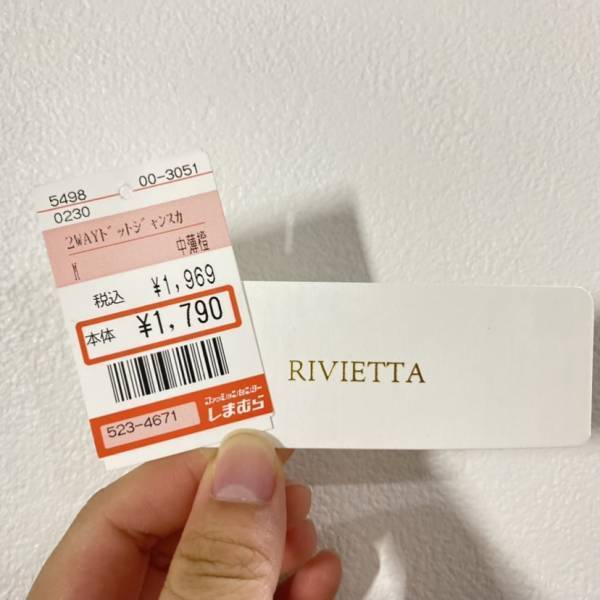 5498 00-3051
0230
2WAYドットジャンスカ
M 中薄橙
税込 ¥1,969
本体 ¥1,790
523-4671
ファッションセンター
しまむら
RIVIETTA